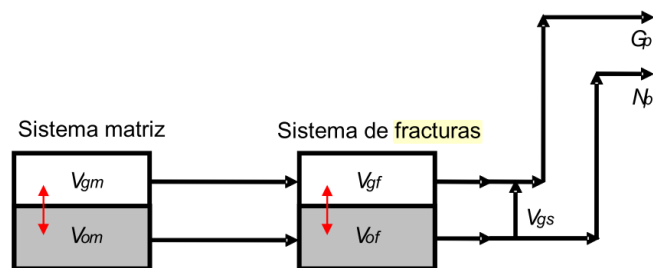 Gp
Np
Sistema matriz
Sistema de fracturas
Vgm
Vgf
Vgs
Vom
Vof